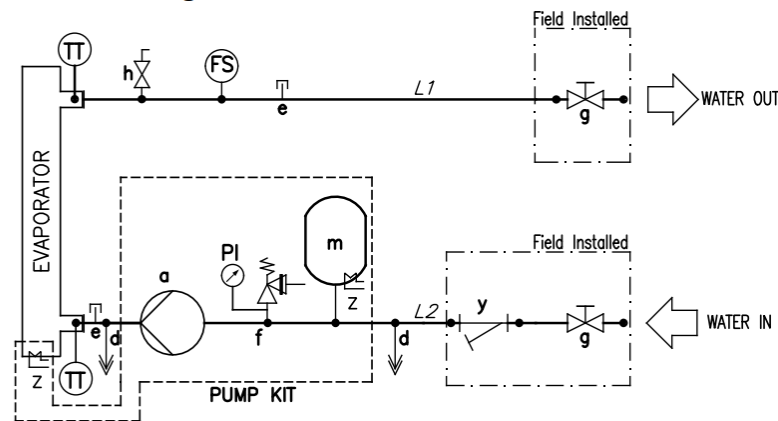 Field Installed
TT
h
FS
e
L1
g
WATER OUT
EVAPORATOR
a
PI
m
Z
Field Installed
y
e
d
f
L2
d
g
WATER IN
Z
TT
PUMP KIT